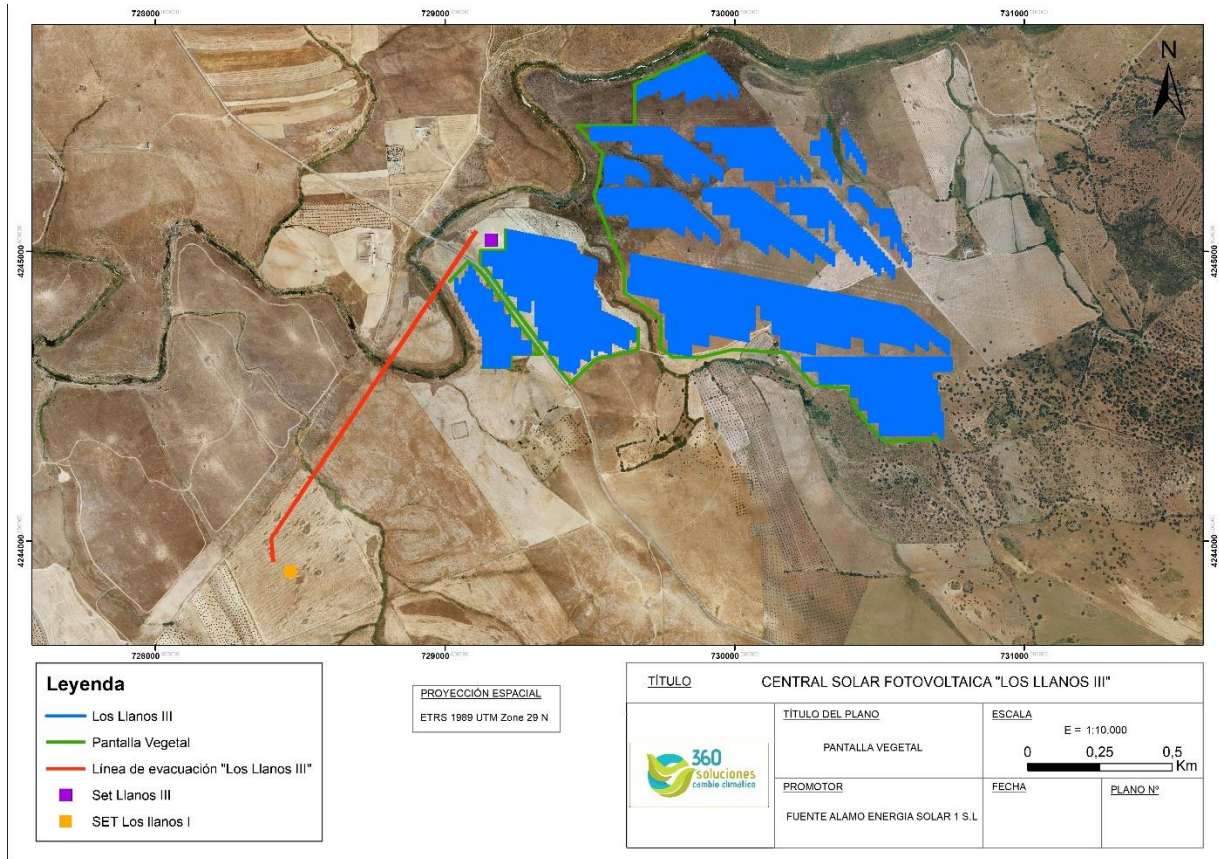 728000
729000
730000
731000
N
4245000
4245000
4244000
4244000
728000
729000
730000
731000
Leyenda
Los Llanos III
Pantalla Vegetal
Línea de evacuación "Los Llanos III"
Set Llanos III
SET Los llanos I
PROYECCIÓN ESPACIAL
ETRS 1989 UTM Zone 29 N
TÍTULO
CENTRAL SOLAR FOTOVOLTAICA "LOS LLANOS III"
360
soluciones
cambio climático
TÍTULO DEL PLANO
PANTALLA VEGETAL
ESCALA
E = 1:10.000
0 0,25 0,5
Km
PROMOTOR
FUENTE ALAMO ENERGIA SOLAR 1 S.L
FECHA
PLANO Nº